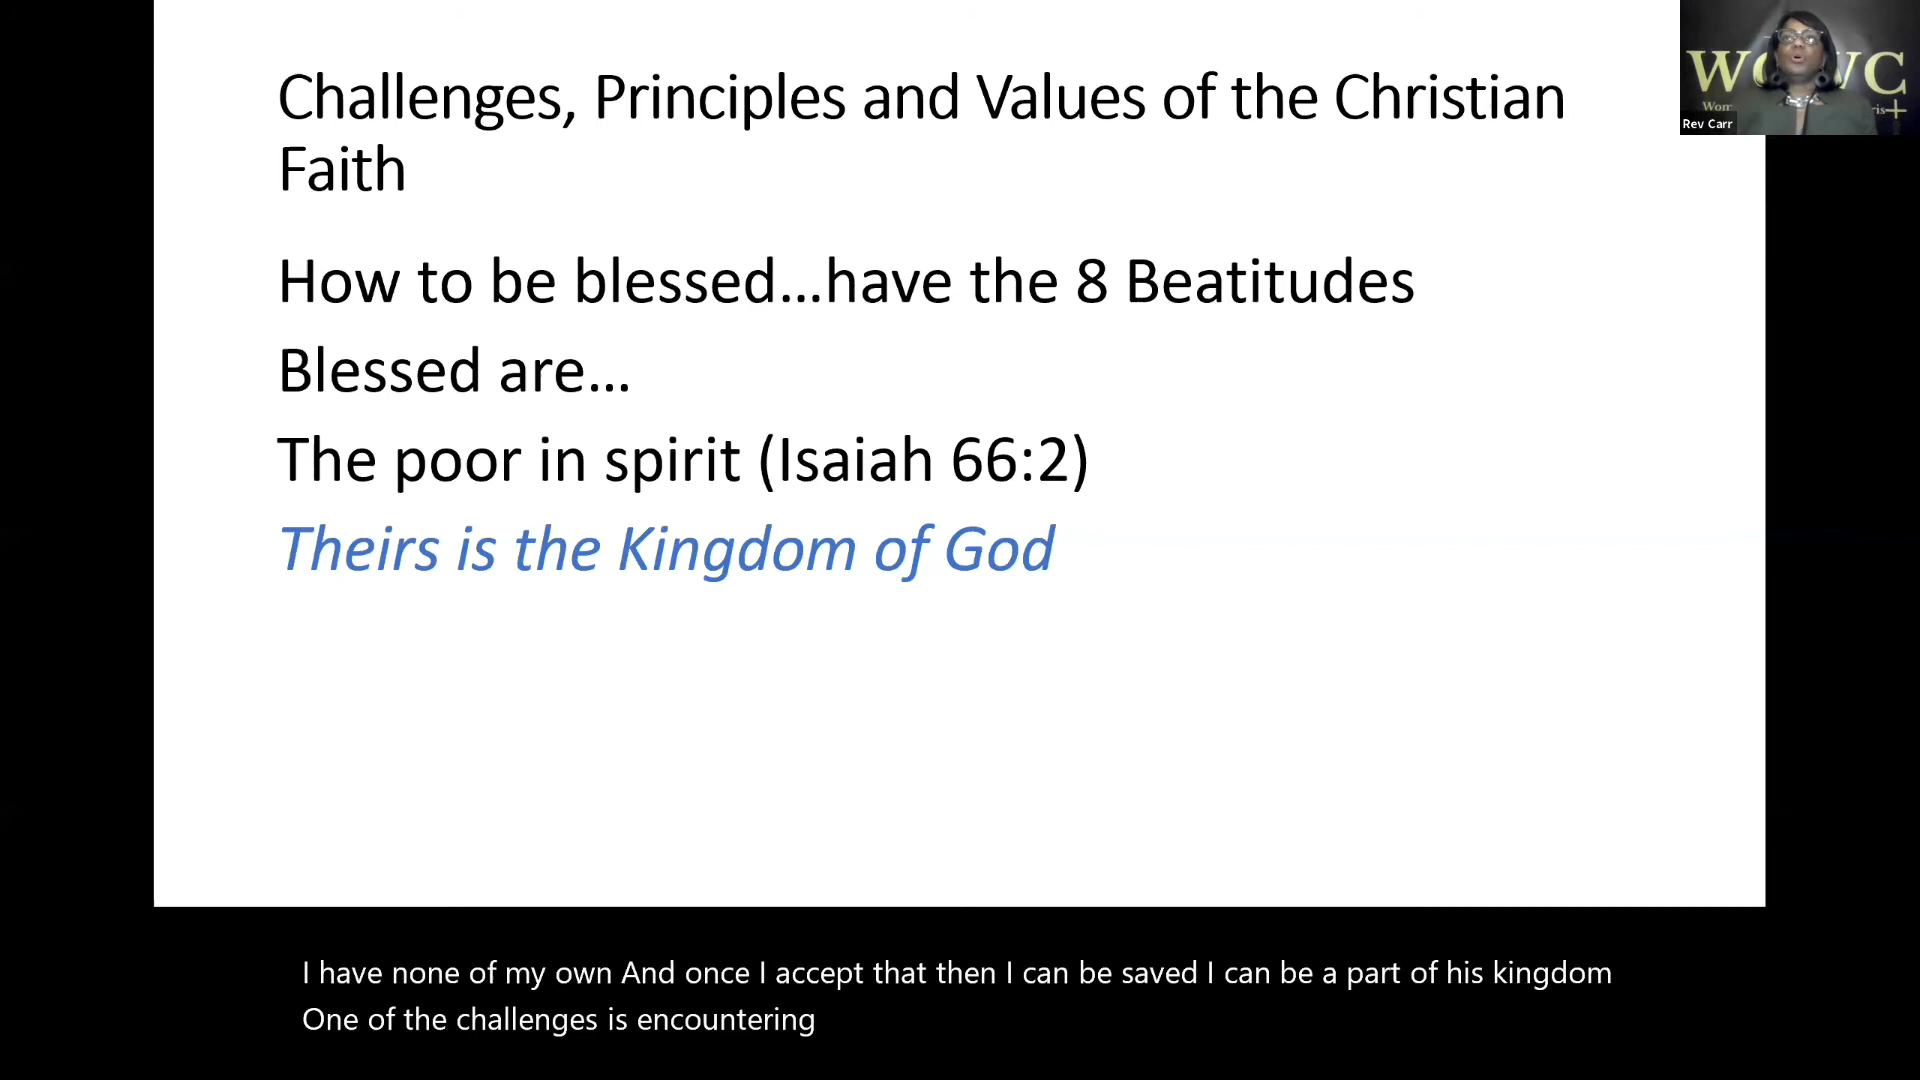 Challenges, Principles and Values of the Christian
Faith
How to be blessed...have the 8 Beatitudes
Blessed are...
The poor in spirit (Isaiah 66:2)
Theirs is the Kingdom of God
Rev Carr
I have none of my own And once I accept that then I can be saved I can be a part of his kingdom
One of the challenges is encountering